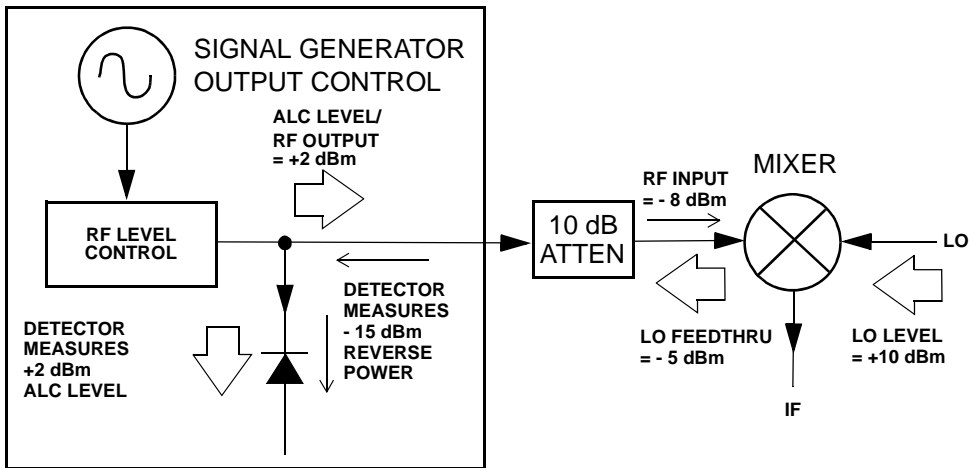 SIGNAL GENERATOR
OUTPUT CONTROL
ALC LEVEL/
RF OUTPUT
= +2 dBm
RF LEVEL
CONTROL
DETECTOR
MEASURES
+2 dBm
ALC LEVEL
DETECTOR
MEASURES
- 15 dBm
REVERSE
POWER
10 dB
ATTEN
RF INPUT
= - 8 dBm
MIXER
LO
LO FEEDTHRU
= - 5 dBm
LO LEVEL
= +10 dBm
IF